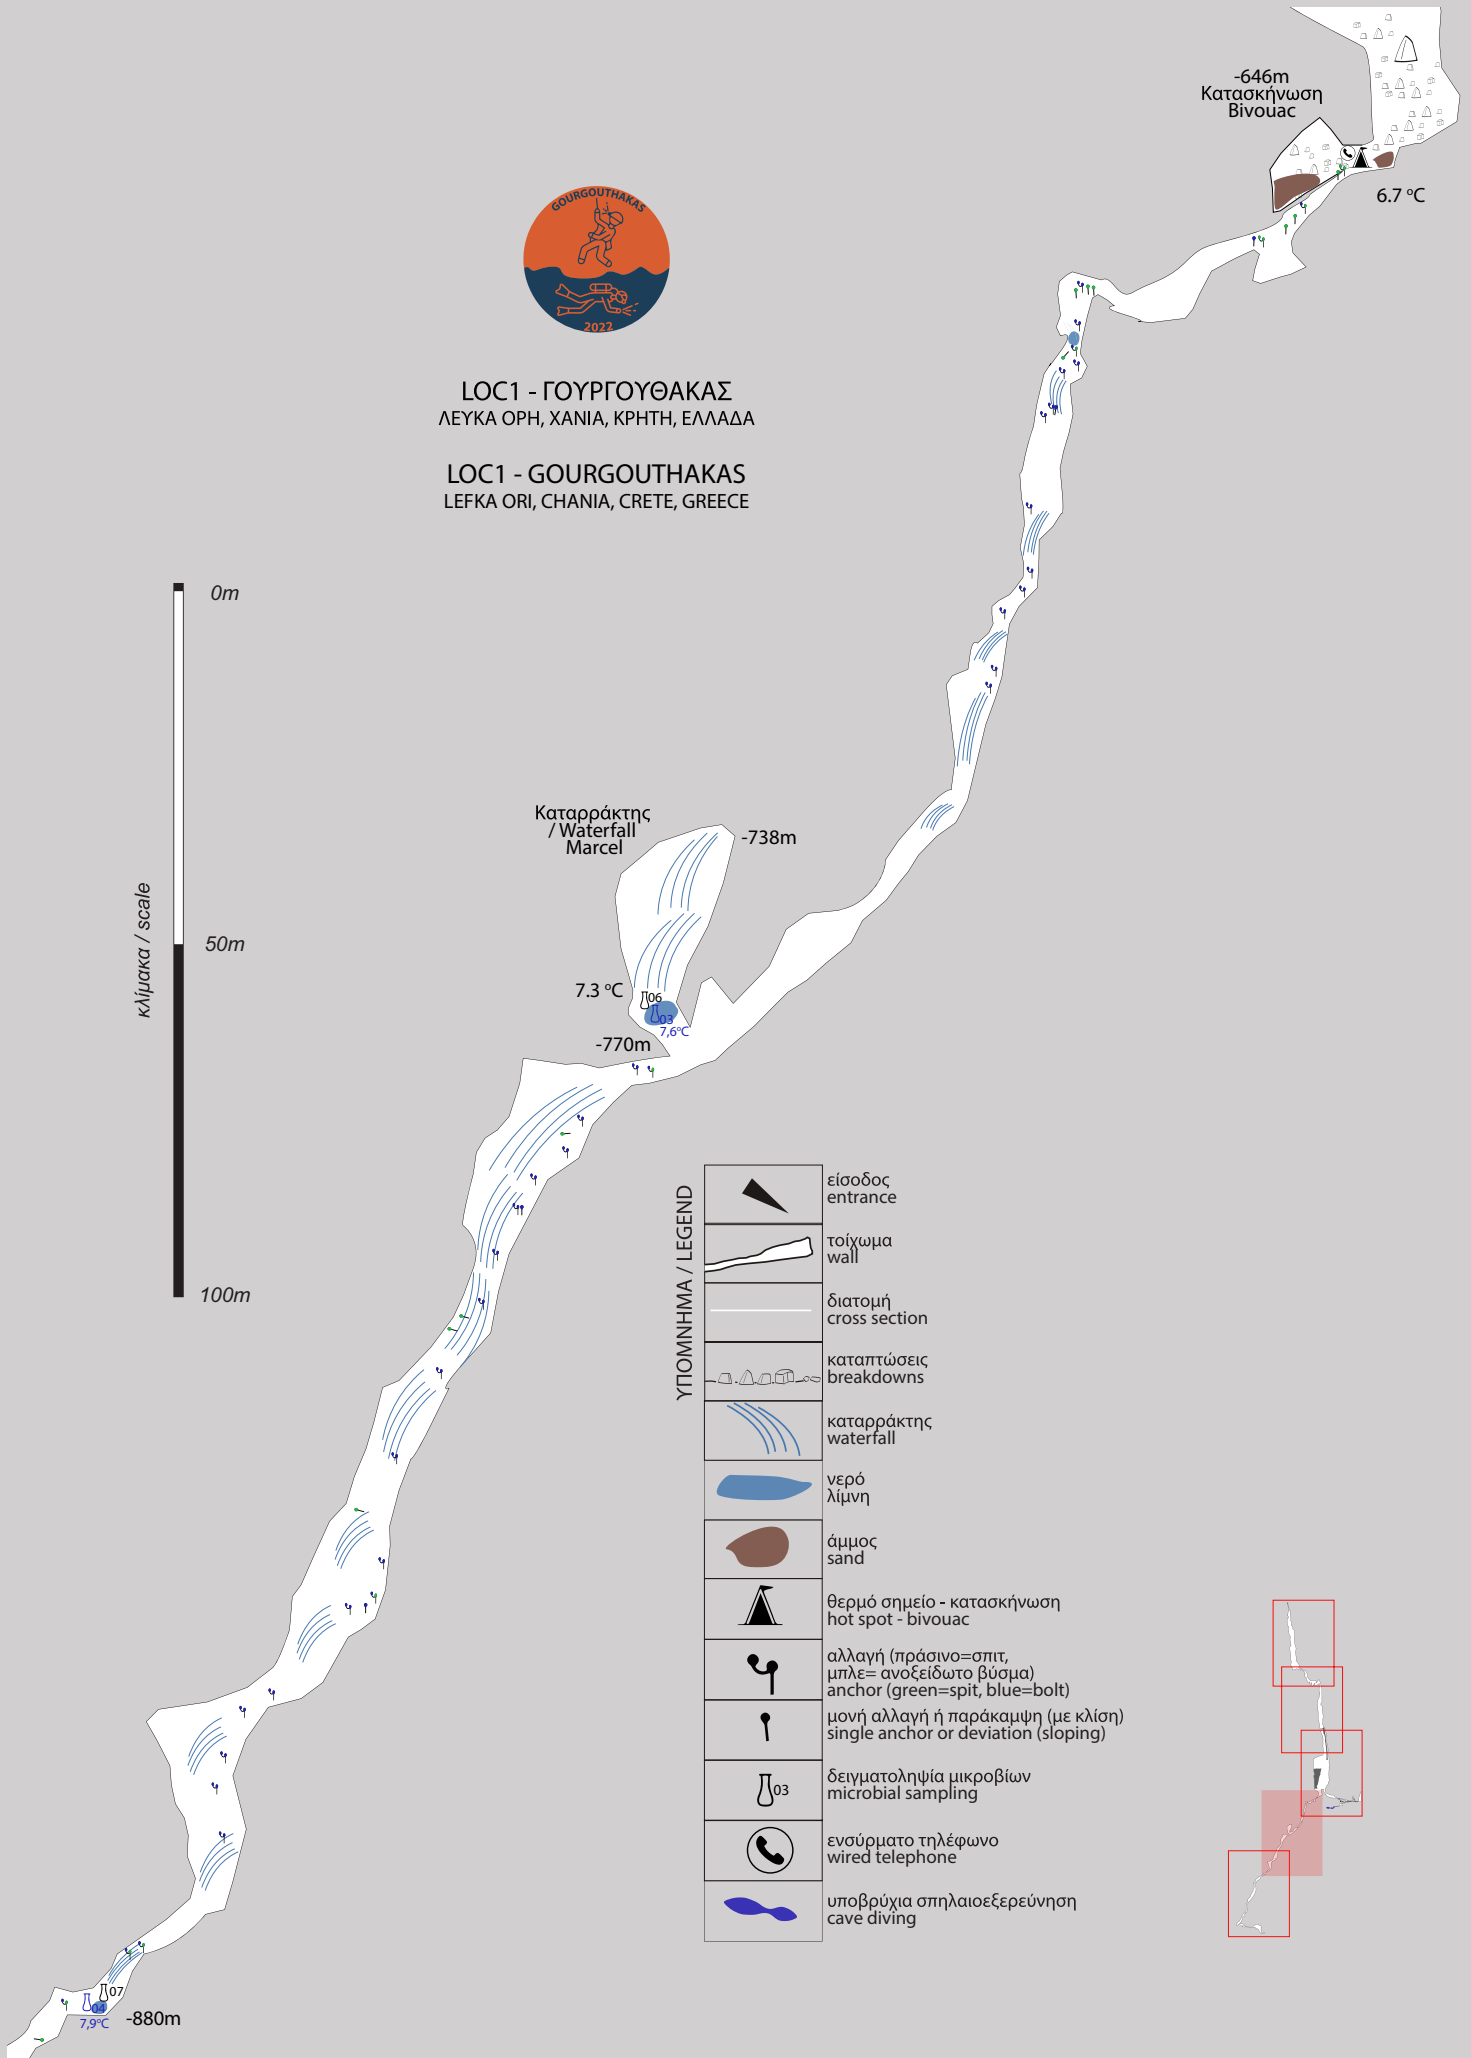 -646m
Κατασκήνωση
Bivouac
6.7 ºC
GOURGOUTHAKAS
2022
LOC1 - ΓΟΥΡΓΟΥΘΑΚΑΣ
ΛΕΥΚΑ ΟΡΗ, ΧΑΝΙΑ, ΚΡΗΤΗ, ΕΛΛΑΔΑ
LOC1 - GOURGOUTHAKAS
LEFKA ORI, CHANIA, CRETE, GREECE
0m
50m
100m
κλίμακα / scale
Καταρράκτης
/ Waterfall
Marcel
-738m
7.3 ºC
06
03
7,6ºC
-770m
ΥΠΟΜΝΗΜΑ / LEGEND
είσοδος
entrance
τοίχωμα
wall
διατομή
cross section
καταπτώσεις
breakdowns
καταρράκτης
waterfall
νερό
λίμνη
άμμος
sand
θερμό σημείο - κατασκήνωση
hot spot - bivouac
αλλαγή (πράσινο=σπιτ,
μπλε= ανοξείδωτο βύσμα)
anchor (green=spit, blue=bolt)
μονή αλλαγή ή παράκαμψη (με κλίση)
single anchor or deviation (sloping)
03
δειγματοληψία μικροβίων
microbial sampling
ενσύρματο τηλέφωνο
wired telephone
υποβρύχια σπηλαιοεξερεύνηση
cave diving
07
04
7,9ºC
-880m